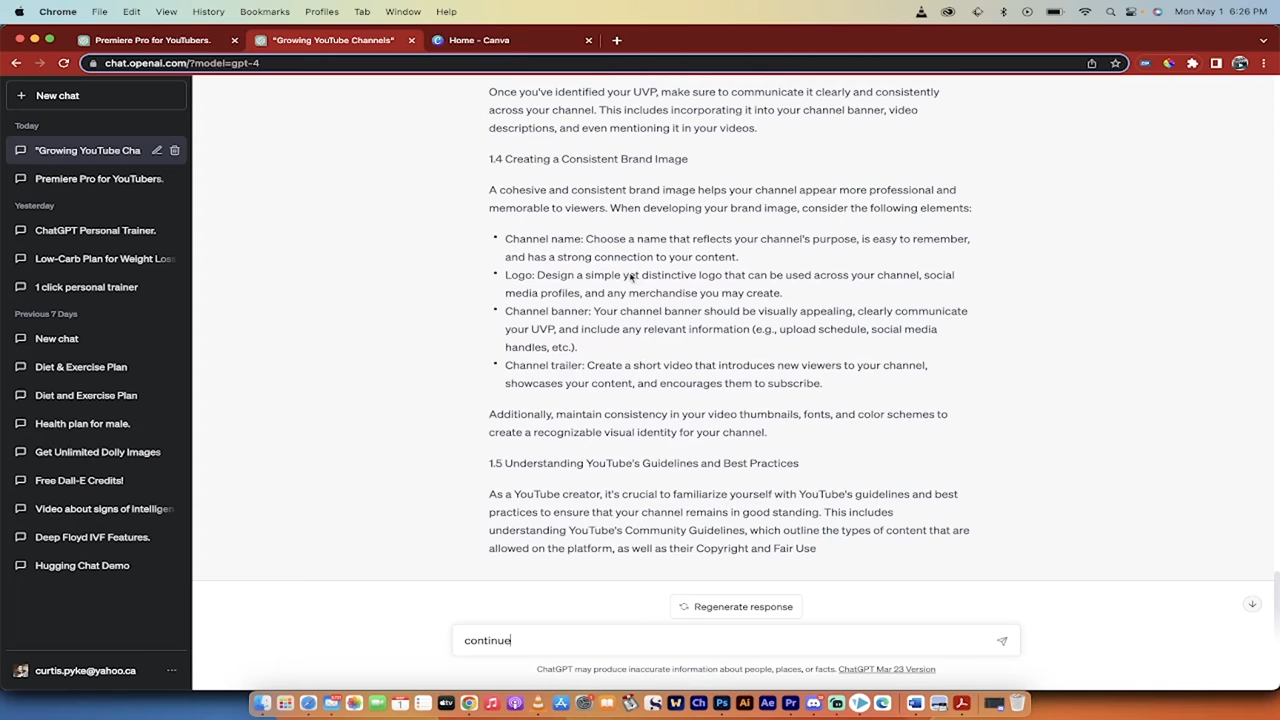 Chrome File Edit View History Bookmarks Profiles Tab Window Help Mon May 1 6:26 PM
Premiere Pro for YouTubers. "Growing YouTube Channels" Home – Canva
chat.openai.com/?model=gpt-4
New chat
Today
"Growing YouTube Cha
Premiere Pro for YouTubers.
Yesterday
ChatGPT Personal Trainer.
Low-Carb Plan for Weight Loss
1 click personal trainer
Previous 7 Days
New chat
Diet & Exercise Plan
Diet and Exercise Plan
Health plan for male.
Get Unlimited Dolly Images
Free Dall-E Credits!
Video about signs of intelligen
Deep Floyd IVF Features.
Hugging Chat Demo
curtis.pyke@yahoo.ca
Once you've identified your UVP, make sure to communicate it clearly and consistently
across your channel. This includes incorporating it into your channel banner, video
descriptions, and even mentioning it in your videos.
1.4 Creating a Consistent Brand Image
A cohesive and consistent brand image helps your channel appear more professional and
memorable to viewers. When developing your brand image, consider the following elements:
• Channel name: Choose a name that reflects your channel's purpose, is easy to remember,
and has a strong connection to your content.
• Logo: Design a simple yet distinctive logo that can be used across your channel, social
media profiles, and any merchandise you may create.
• Channel banner: Your channel banner should be visually appealing, clearly communicate
your UVP, and include any relevant information (e.g., upload schedule, social media
handles, etc.).
• Channel trailer: Create a short video that introduces new viewers to your channel,
showcases your content, and encourages them to subscribe.
Additionally, maintain consistency in your video thumbnails, fonts, and color schemes to
create a recognizable visual identity for your channel.
1.5 Understanding YouTube's Guidelines and Best Practices
As a YouTube creator, it's crucial to familiarize yourself with YouTube's guidelines and best
practices to ensure that your channel remains in good standing. This includes
understanding YouTube's Community Guidelines, which outline the types of content that are
allowed on the platform, as well as their Copyright and Fair Use
Regenerate response
continue
ChatGPT may produce inaccurate information about people, places, or facts. ChatGPT Mar 23 Version